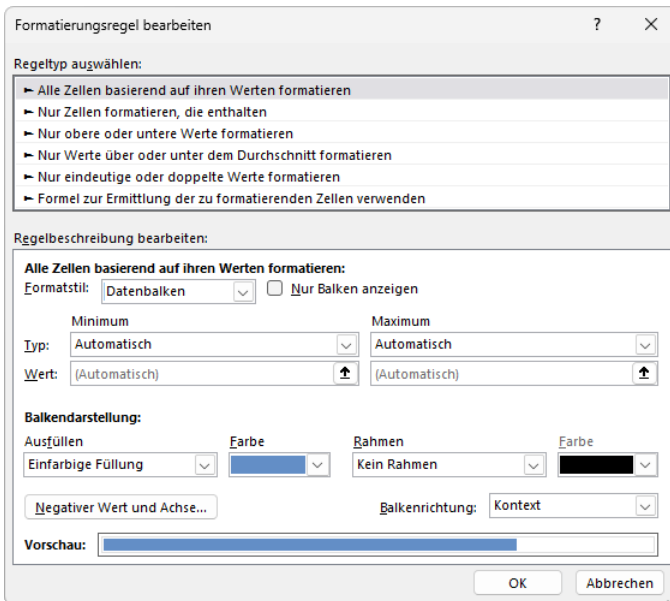 Formatierungsregel bearbeiten ?
Regeltyp auswählen:
► Alle Zellen basierend auf ihren Werten formatieren
► Nur Zellen formatieren, die enthalten
► Nur obere oder untere Werte formatieren
► Nur Werte über oder unter dem Durchschnitt formatieren
► Nur eindeutige oder doppelte Werte formatieren
► Formel zur Ermittlung der zu formatierenden Zellen verwenden
Regelbeschreibung bearbeiten:
Alle Zellen basierend auf ihren Werten formatieren:
Formatstil: Datenbalken Nur Balken anzeigen
Minimum Maximum
Typ: Automatisch Automatisch
Wert: (Automatisch) (Automatisch)
Balkendarstellung:
Ausfüllen Farbe Rahmen Farbe
Einfarbige Füllung Kein Rahmen
Negativer Wert und Achse... Balkenrichtung: Kontext
Vorschau:
OK Abbrechen